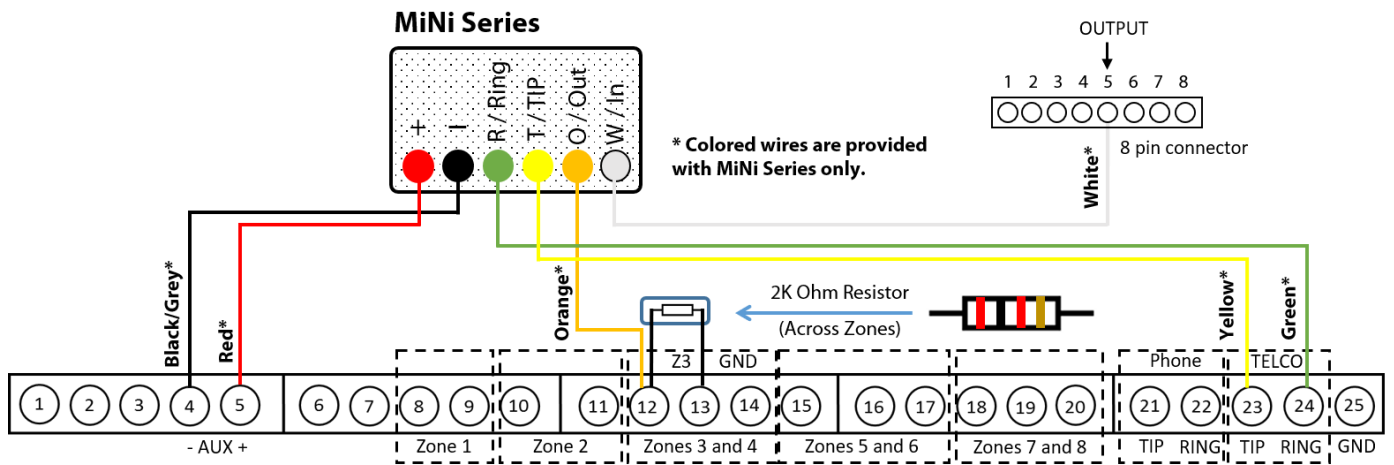 MiNi Series
+
–
R / Ring
T / TIP
O / Out
W / In
OUTPUT
1 2 3 4 5 6 7 8
8 pin connector
* Colored wires are provided
with MiNi Series only.
White*
Black/Grey*
Red*
Orange*
2K Ohm Resistor
(Across Zones)
Yellow*
Green*
Z3 GND
Phone
TELCO
1 2 3 4 5 6 7 8 9 10 11 12 13 14 15 16 17 18 19 20 21 22 23 24 25
- AUX +
Zone 1
Zone 2
Zones 3 and 4
Zones 5 and 6
Zones 7 and 8
TIP RING TIP RING GND